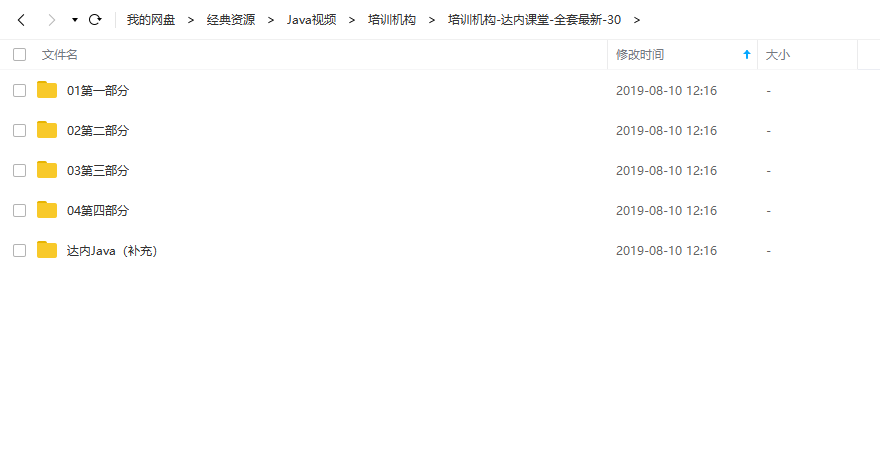 我的网盘 > 经典资源 > Java视频 > 培训机构 > 培训机构-达内课堂-全套最新-30 >
文件名 修改时间 大小
01第一部分 2019-08-10 12:16 -
02第二部分 2019-08-10 12:16 -
03第三部分 2019-08-10 12:16 -
04第四部分 2019-08-10 12:16 -
达内Java（补充） 2019-08-10 12:16 -